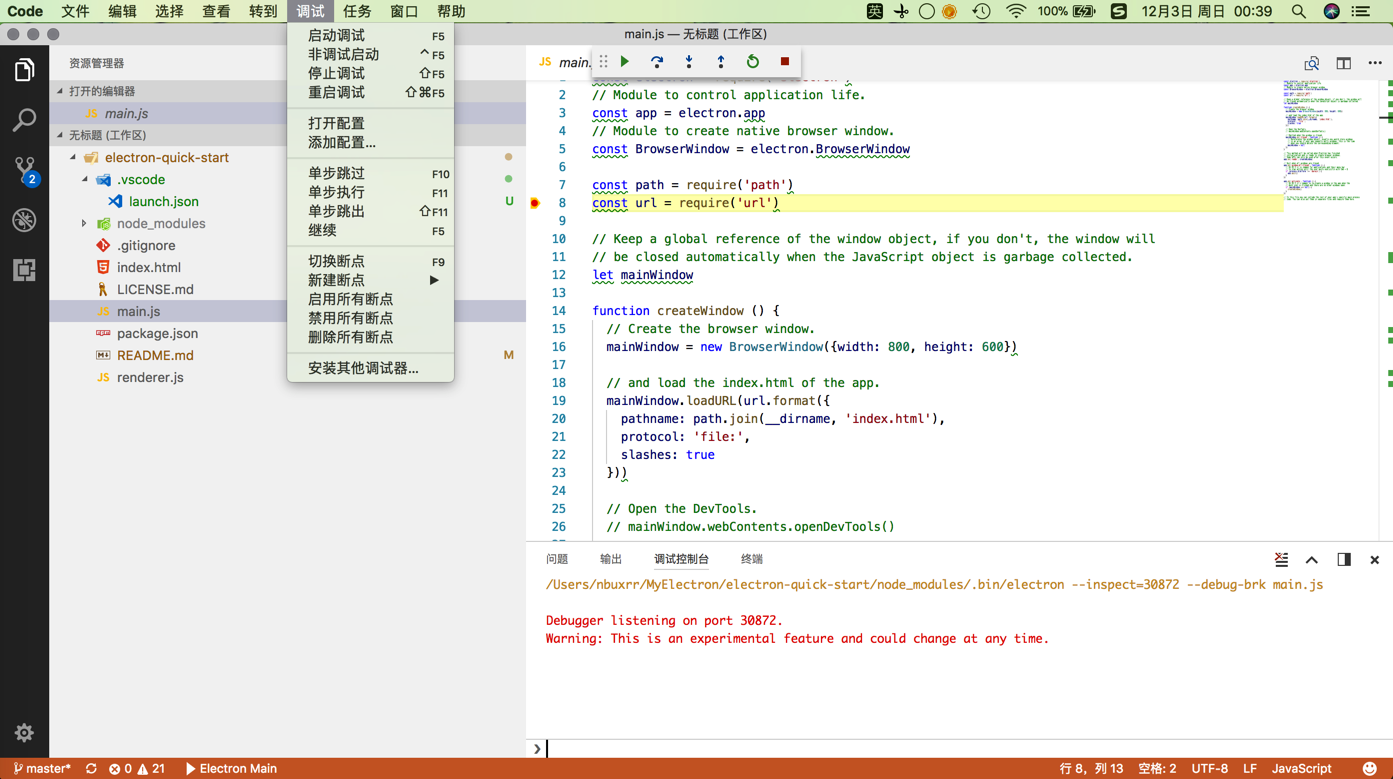 Code 文件 编辑 选择 查看 转到 调试 任务 窗口 帮助 英 100% S 12月3日 周日 00:39
main.js — 无标题 (工作区)
资源管理器
打开的编辑器
JS main.js
无标题 (工作区)
electron-quick-start
.vscode
launch.json U
node_modules
.gitignore
index.html
LICENSE.md
JS main.js
package.json
README.md M
JS renderer.js
2
启动调试 F5
非调试启动 ^F5
停止调试 ⇧F5
重启调试 ⇧⌘F5
打开配置
添加配置...
单步跳过 F10
单步执行 F11
单步跳出 ⇧F11
继续 F5
切换断点 F9
新建断点 ▶
启用所有断点
禁用所有断点
删除所有断点
安装其他调试器...
JS main.
2 // Module to control application life.
3 const app = electron.app
4 // Module to create native browser window.
5 const BrowserWindow = electron.BrowserWindow
6
7 const path = require('path')
8 const url = require('url')
9
10 // Keep a global reference of the window object, if you don't, the window will
11 // be closed automatically when the JavaScript object is garbage collected.
12 let mainWindow
13
14 function createWindow () {
15 // Create the browser window.
16 mainWindow = new BrowserWindow({width: 800, height: 600})
17
18 // and load the index.html of the app.
19 mainWindow.loadURL(url.format({
20 pathname: path.join(__dirname, 'index.html'),
21 protocol: 'file:',
22 slashes: true
23 }))
24
25 // Open the DevTools.
26 // mainWindow.webContents.openDevTools()
问题 输出 调试控制台 终端
/Users/nbuxrr/MyElectron/electron-quick-start/node_modules/.bin/electron --inspect=30872 --debug-brk main.js
Debugger listening on port 30872.
Warning: This is an experimental feature and could change at any time.
master* 0 21 Electron Main 行 8，列 13 空格: 2 UTF-8 LF JavaScript